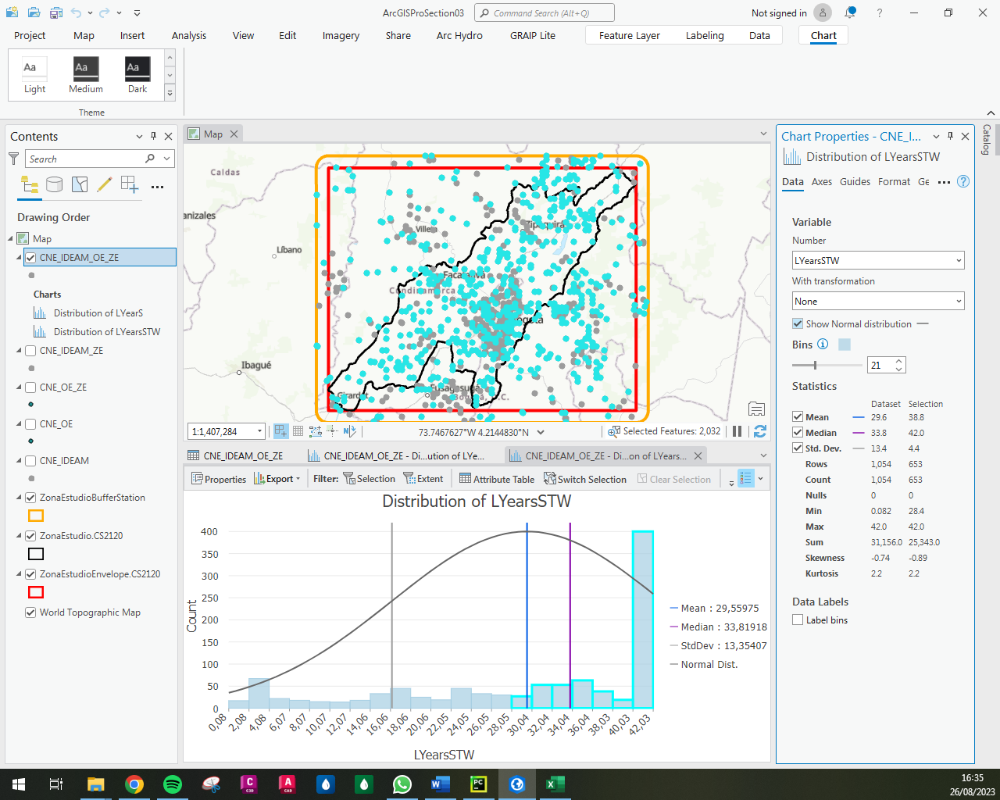 ArcGISProSection03
Command Search (Alt+Q)
Not signed in
?
Project
Map
Insert
Analysis
View
Edit
Imagery
Share
Arc Hydro
GRAIP Lite
Feature Layer
Labeling
Data
Chart
Aa
Aa
Aa
Light
Medium
Dark
Theme
Contents
Search
Drawing Order
Map
CNE_IDEAM_OE_ZE
Charts
Distribution of LYearS
Distribution of LYearsSTW
CNE_IDEAM_ZE
CNE_OE_ZE
CNE_OE
CNE_IDEAM
ZonaEstudioBufferStation
ZonaEstudio.CS2120
ZonaEstudioEnvelope.CS2120
World Topographic Map
Map
Caldas
anizales
Líbano
Ibagué
Villeta
Zipaquirá
Facatativá
Cundinamarca
ogotá
Fusagasugá
Girardot
1:1,407,284
73.7467627°W 4.2144830°N
Selected Features: 2,032
CNE_IDEAM_OE_ZE
CNE_IDEAM_OE_ZE - Di...ution of LYe...
CNE_IDEAM_OE_ZE - Di...on of LYears...
Properties
Export
Filter:
Selection
Extent
Attribute Table
Switch Selection
Clear Selection
Distribution of LYearsSTW
Count
400
350
300
250
200
150
100
50
0
0,08
2,08
4,08
6,07
8,07
10,07
12,07
14,06
16,06
18,06
20,06
22,05
24,05
26,05
28,05
30,04
32,04
34,04
36,04
38,03
40,03
42,03
LYearsSTW
Mean : 29,55975
Median : 33,81918
StdDev : 13,35407
Normal Dist.
Chart Properties - CNE_I...
Distribution of LYearsSTW
Data
Axes
Guides
Format
Ge
?
Variable
Number
LYearsSTW
With transformation
None
Show Normal distribution
Bins
21
Statistics
Dataset Selection
Mean 29.6 38.8
Median 33.8 42.0
Std. Dev. 13.4 4.4
Rows 1,054 653
Count 1,054 653
Nulls 0 0
Min 0.082 28.4
Max 42.0 42.0
Sum 31,156.0 25,343.0
Skewness -0.74 -0.89
Kurtosis 2.2 2.2
Data Labels
Label bins
Catalog
C
C3D
A
CAD
W
PC
X
16:35
26/08/2023